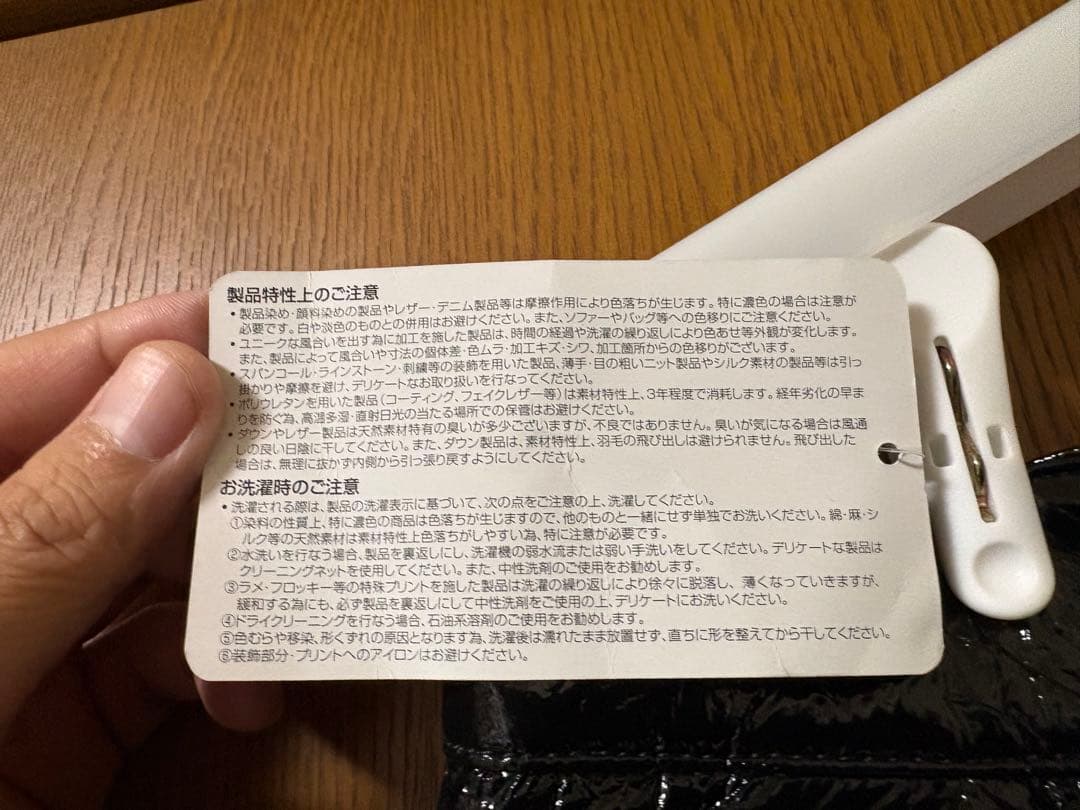 製品特性上のご注意
・製品染め・顔料染めの製品やレザー・デニム製品等は摩擦作用により色落ちが生じます。特に濃色の場合は注意が
必要です。白や淡色のものとの併用はお避けください。また、ソファーやバッグ等への色移りにご注意ください。
・ユニークな風合いを出す為に加工を施した製品は、時間の経過や洗濯の繰り返しにより色あせ等外観が変化します。
また、製品によって風合いや寸法の個体差・色ムラ・加工キズ・シワ、加工箇所からの色移りがございます。
・スパンコール・ラインストーン・刺繍等の装飾を用いた製品、薄手・目の粗いニット製品やシルク素材の製品等は引っ
掛かりや摩擦を避け、デリケートなお取り扱いを行なってください。
・ポリウレタンを用いた製品(コーティング、フェイクレザー等)は素材特性上、3年程度で消耗します。経年劣化の早ま
りを防ぐ為、高温多湿・直射日光の当たる場所での保管はお避けください。
・ダウンやレザー製品は天然素材特有の臭いが多少ございますが、不良ではありません。臭いが気になる場合は風通
しの良い日陰に干してください。また、ダウン製品は、素材特性上、羽毛の飛び出しは避けられません。飛び出した
場合は、無理に抜かず内側から引っ張り戻すようにしてください。
お洗濯時のご注意
・洗濯される際は、製品の洗濯表示に基づいて、次の点をご注意の上、洗濯してください。
①染料の性質上、特に濃色の商品は色落ちが生じますので、他のものと一緒にせず単独でお洗いください。綿・麻・シ
ルク等の天然素材は素材特性上色落ちがしやすい為、特に注意が必要です。
②水洗いを行なう場合、製品を裏返しにし、洗濯機の弱水流または弱い手洗いをしてください。デリケートな製品は
クリーニングネットを使用してください。また、中性洗剤のご使用をお勧めします。
③ラメ・フロッキー等の特殊プリントを施した製品は洗濯の繰り返しにより徐々に脱落し、薄くなっていきますが、
緩和する為にも、必ず製品を裏返しにして中性洗剤をご使用の上、デリケートにお洗いください。
④ドライクリーニングを行なう場合、石油系溶剤のご使用をお勧めします。
⑤色むらや移染、形くずれの原因となります為、洗濯後は濡れたまま放置せず、直ちに形を整えてから干してください。
⑥装飾部分・プリントへのアイロンはお避けください。